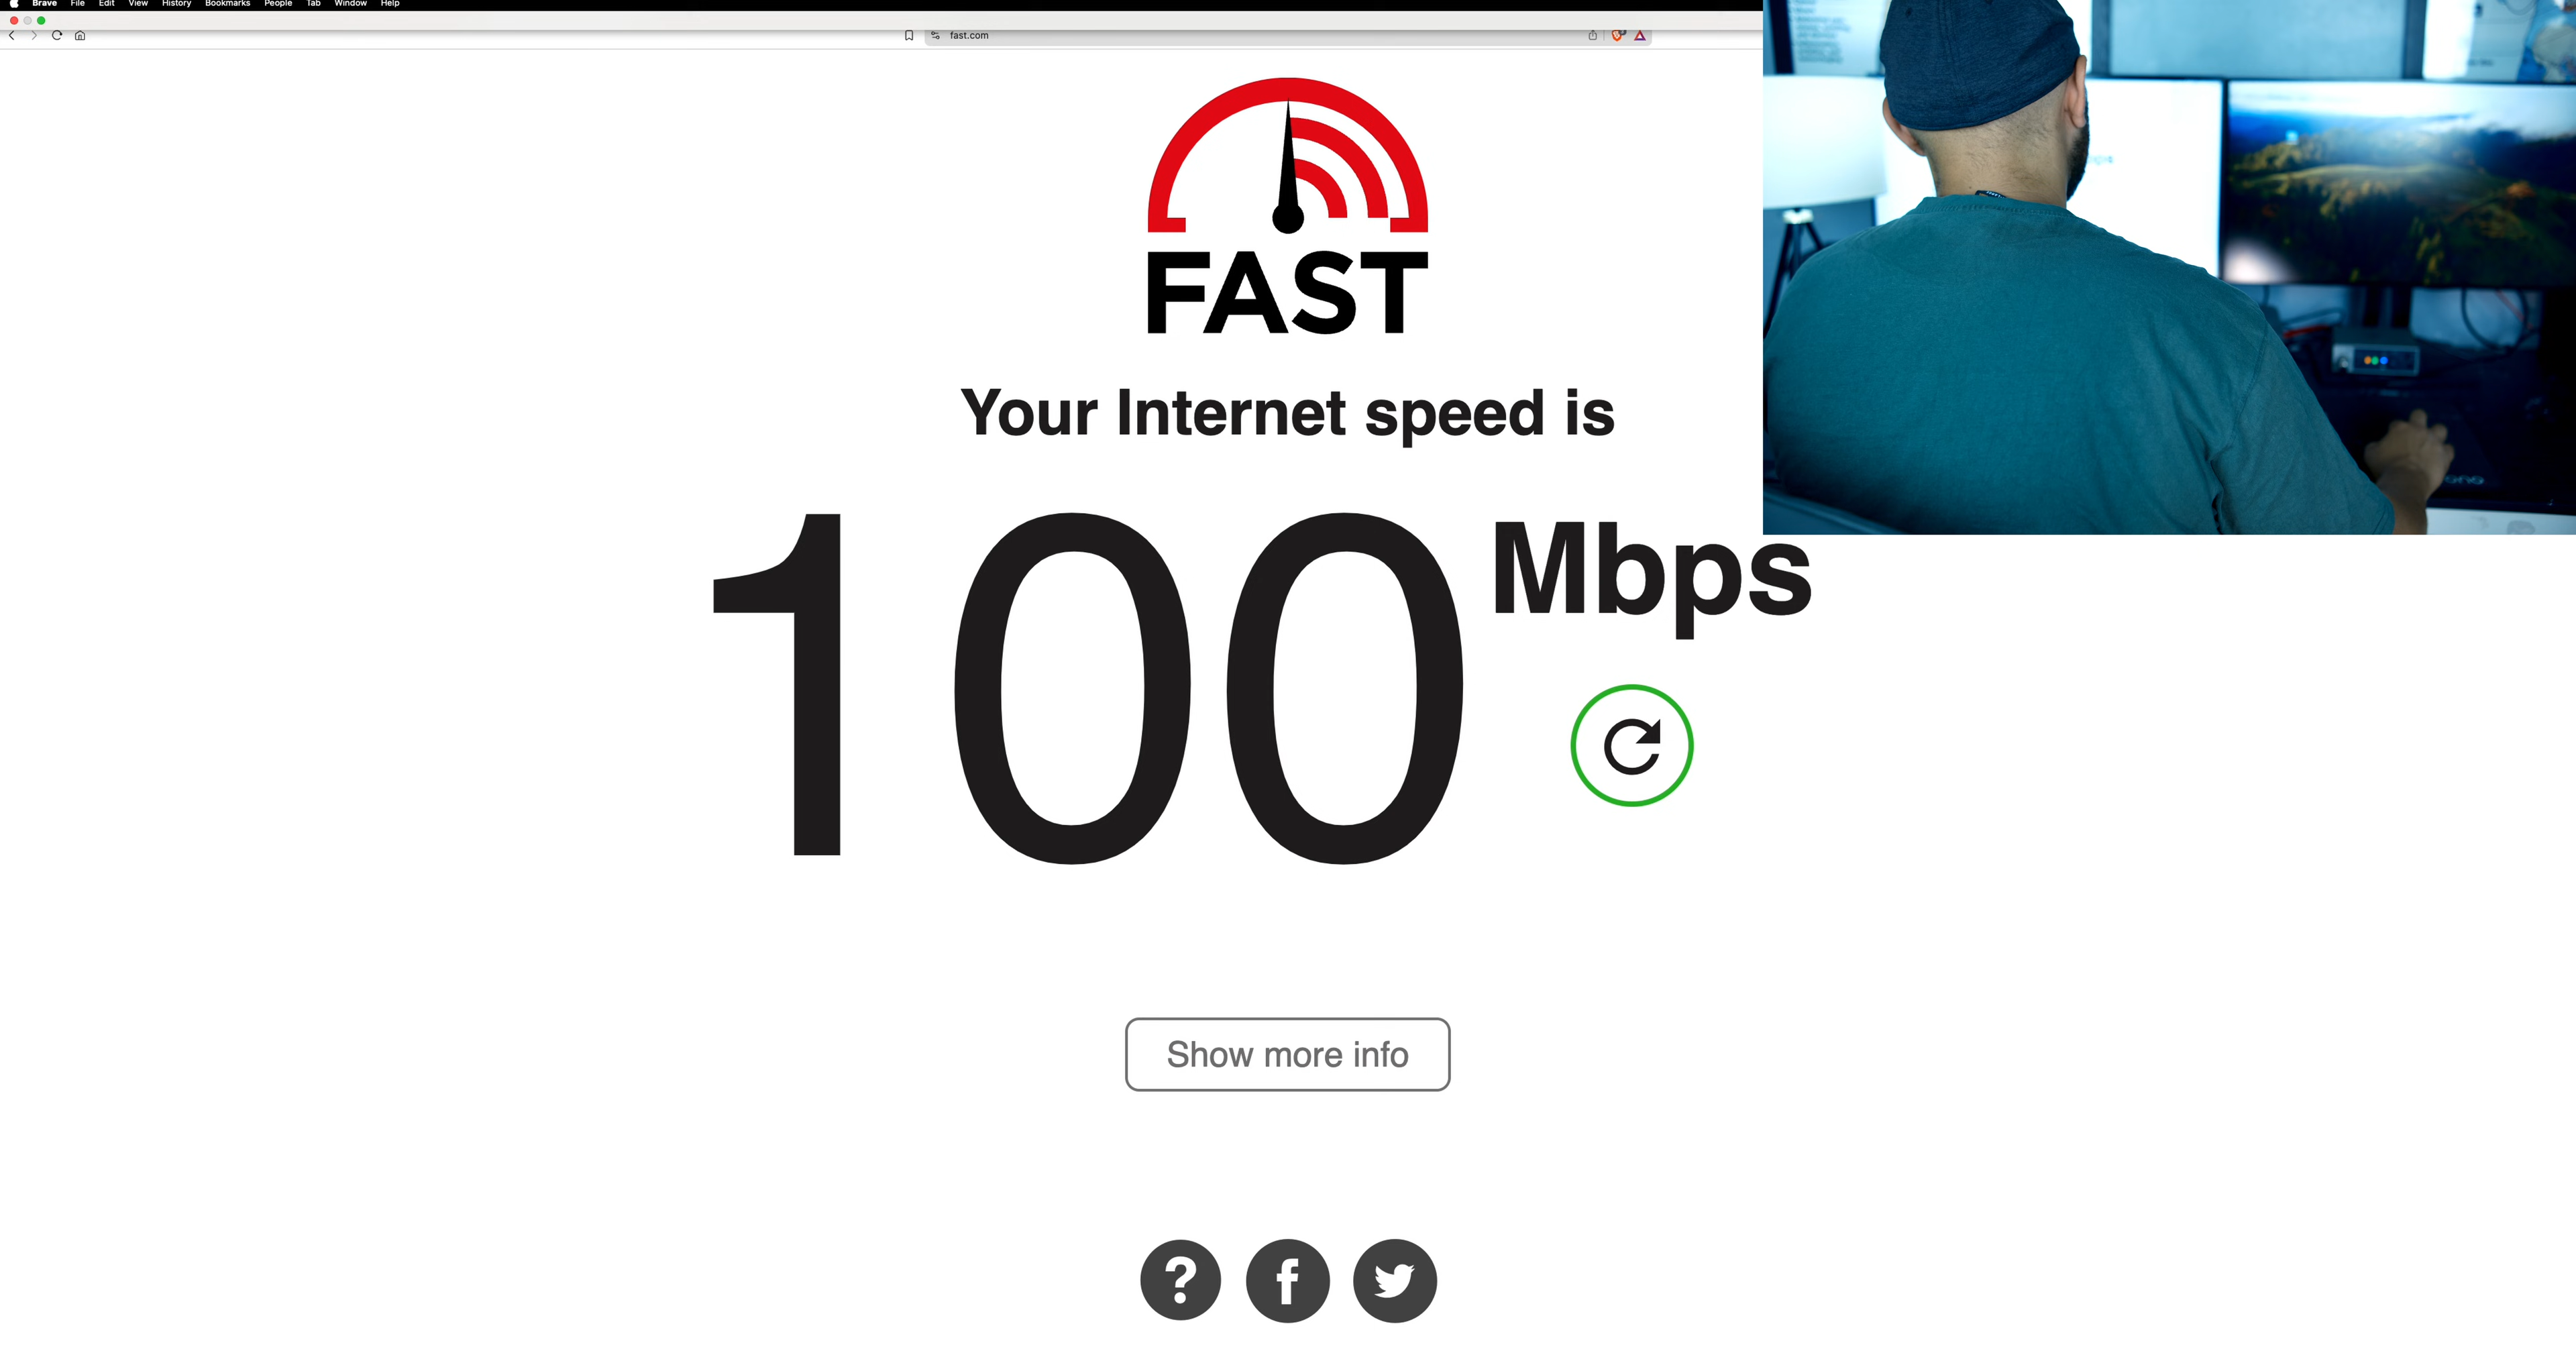 Brave File Edit View History Bookmarks People Tab Window Help
fast.com
FAST
Your Internet speed is
100 Mbps
Show more info
?
f